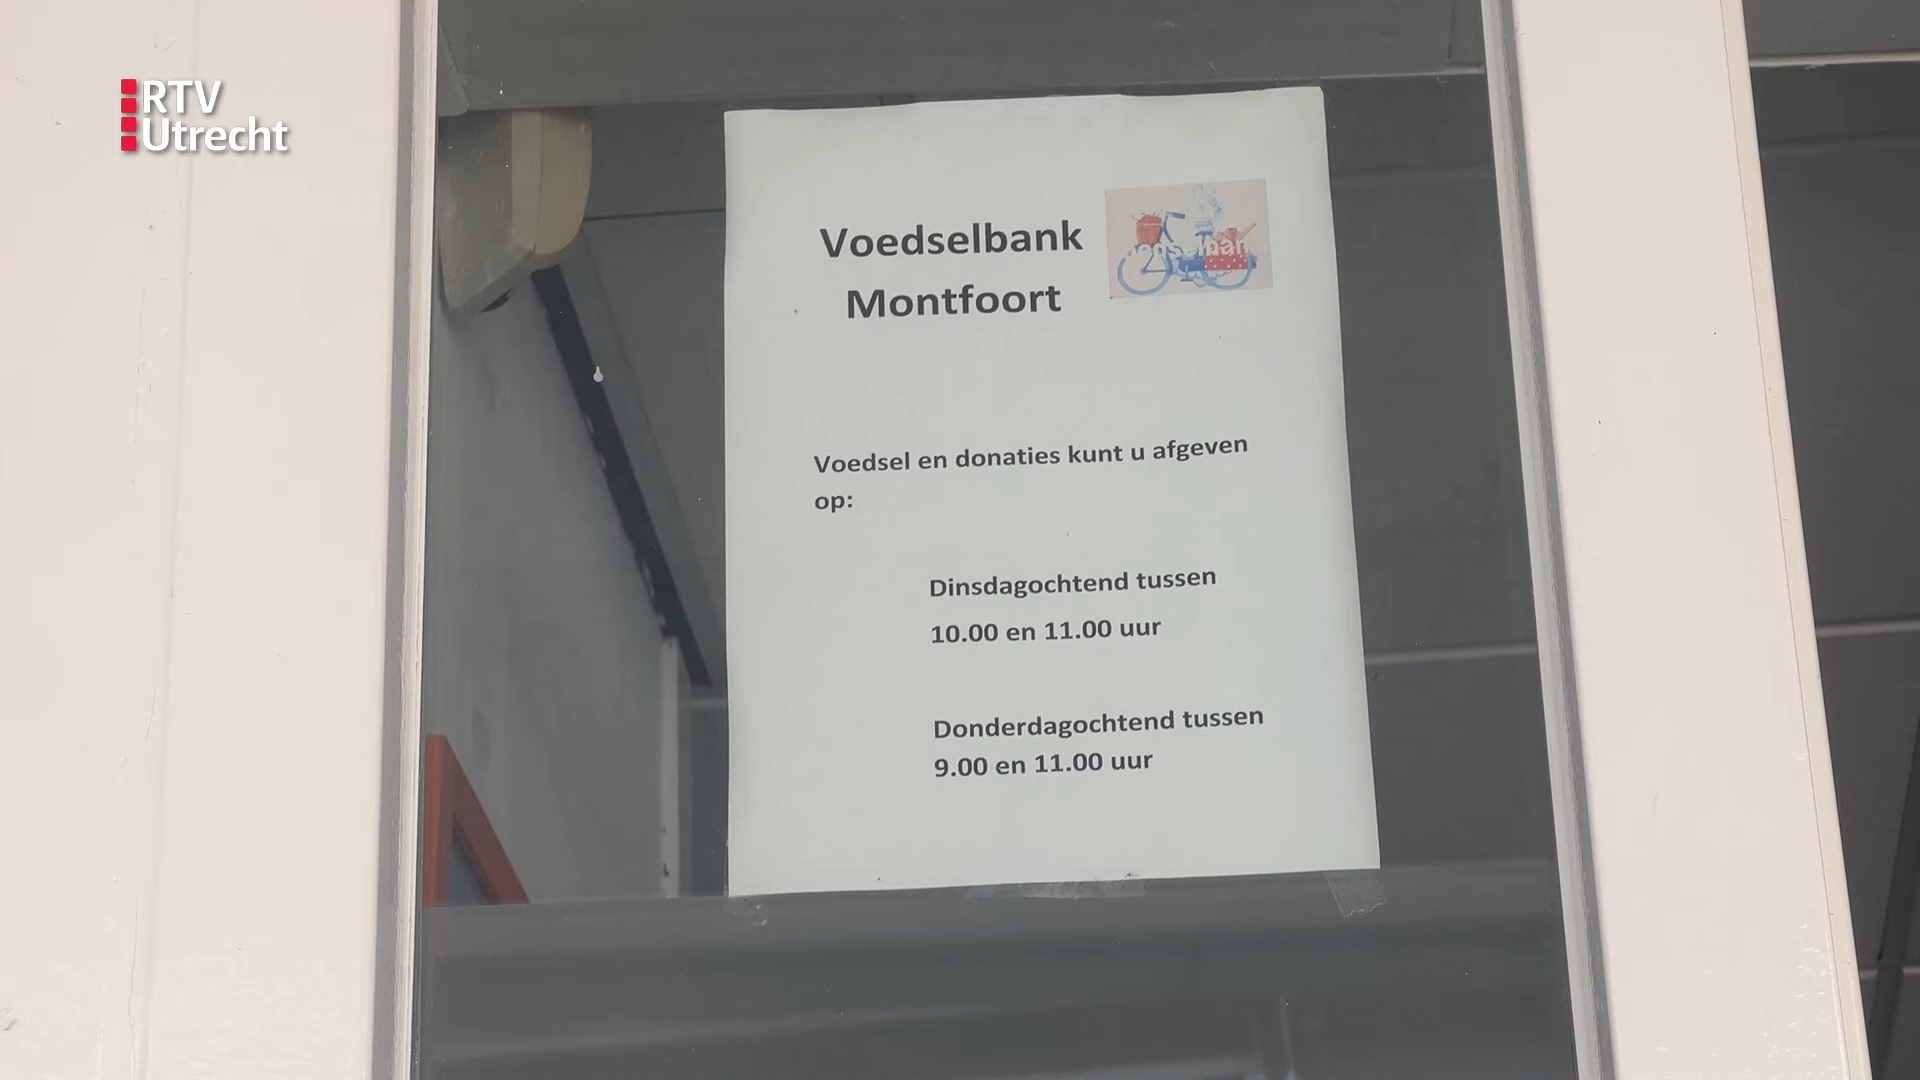 RTV
Utrecht
Voedselbank
Montfoort
Voedsel en donaties kunt u afgeven
op:
Dinsdagochtend tussen
10.00 en 11.00 uur
Donderdagochtend tussen
9.00 en 11.00 uur